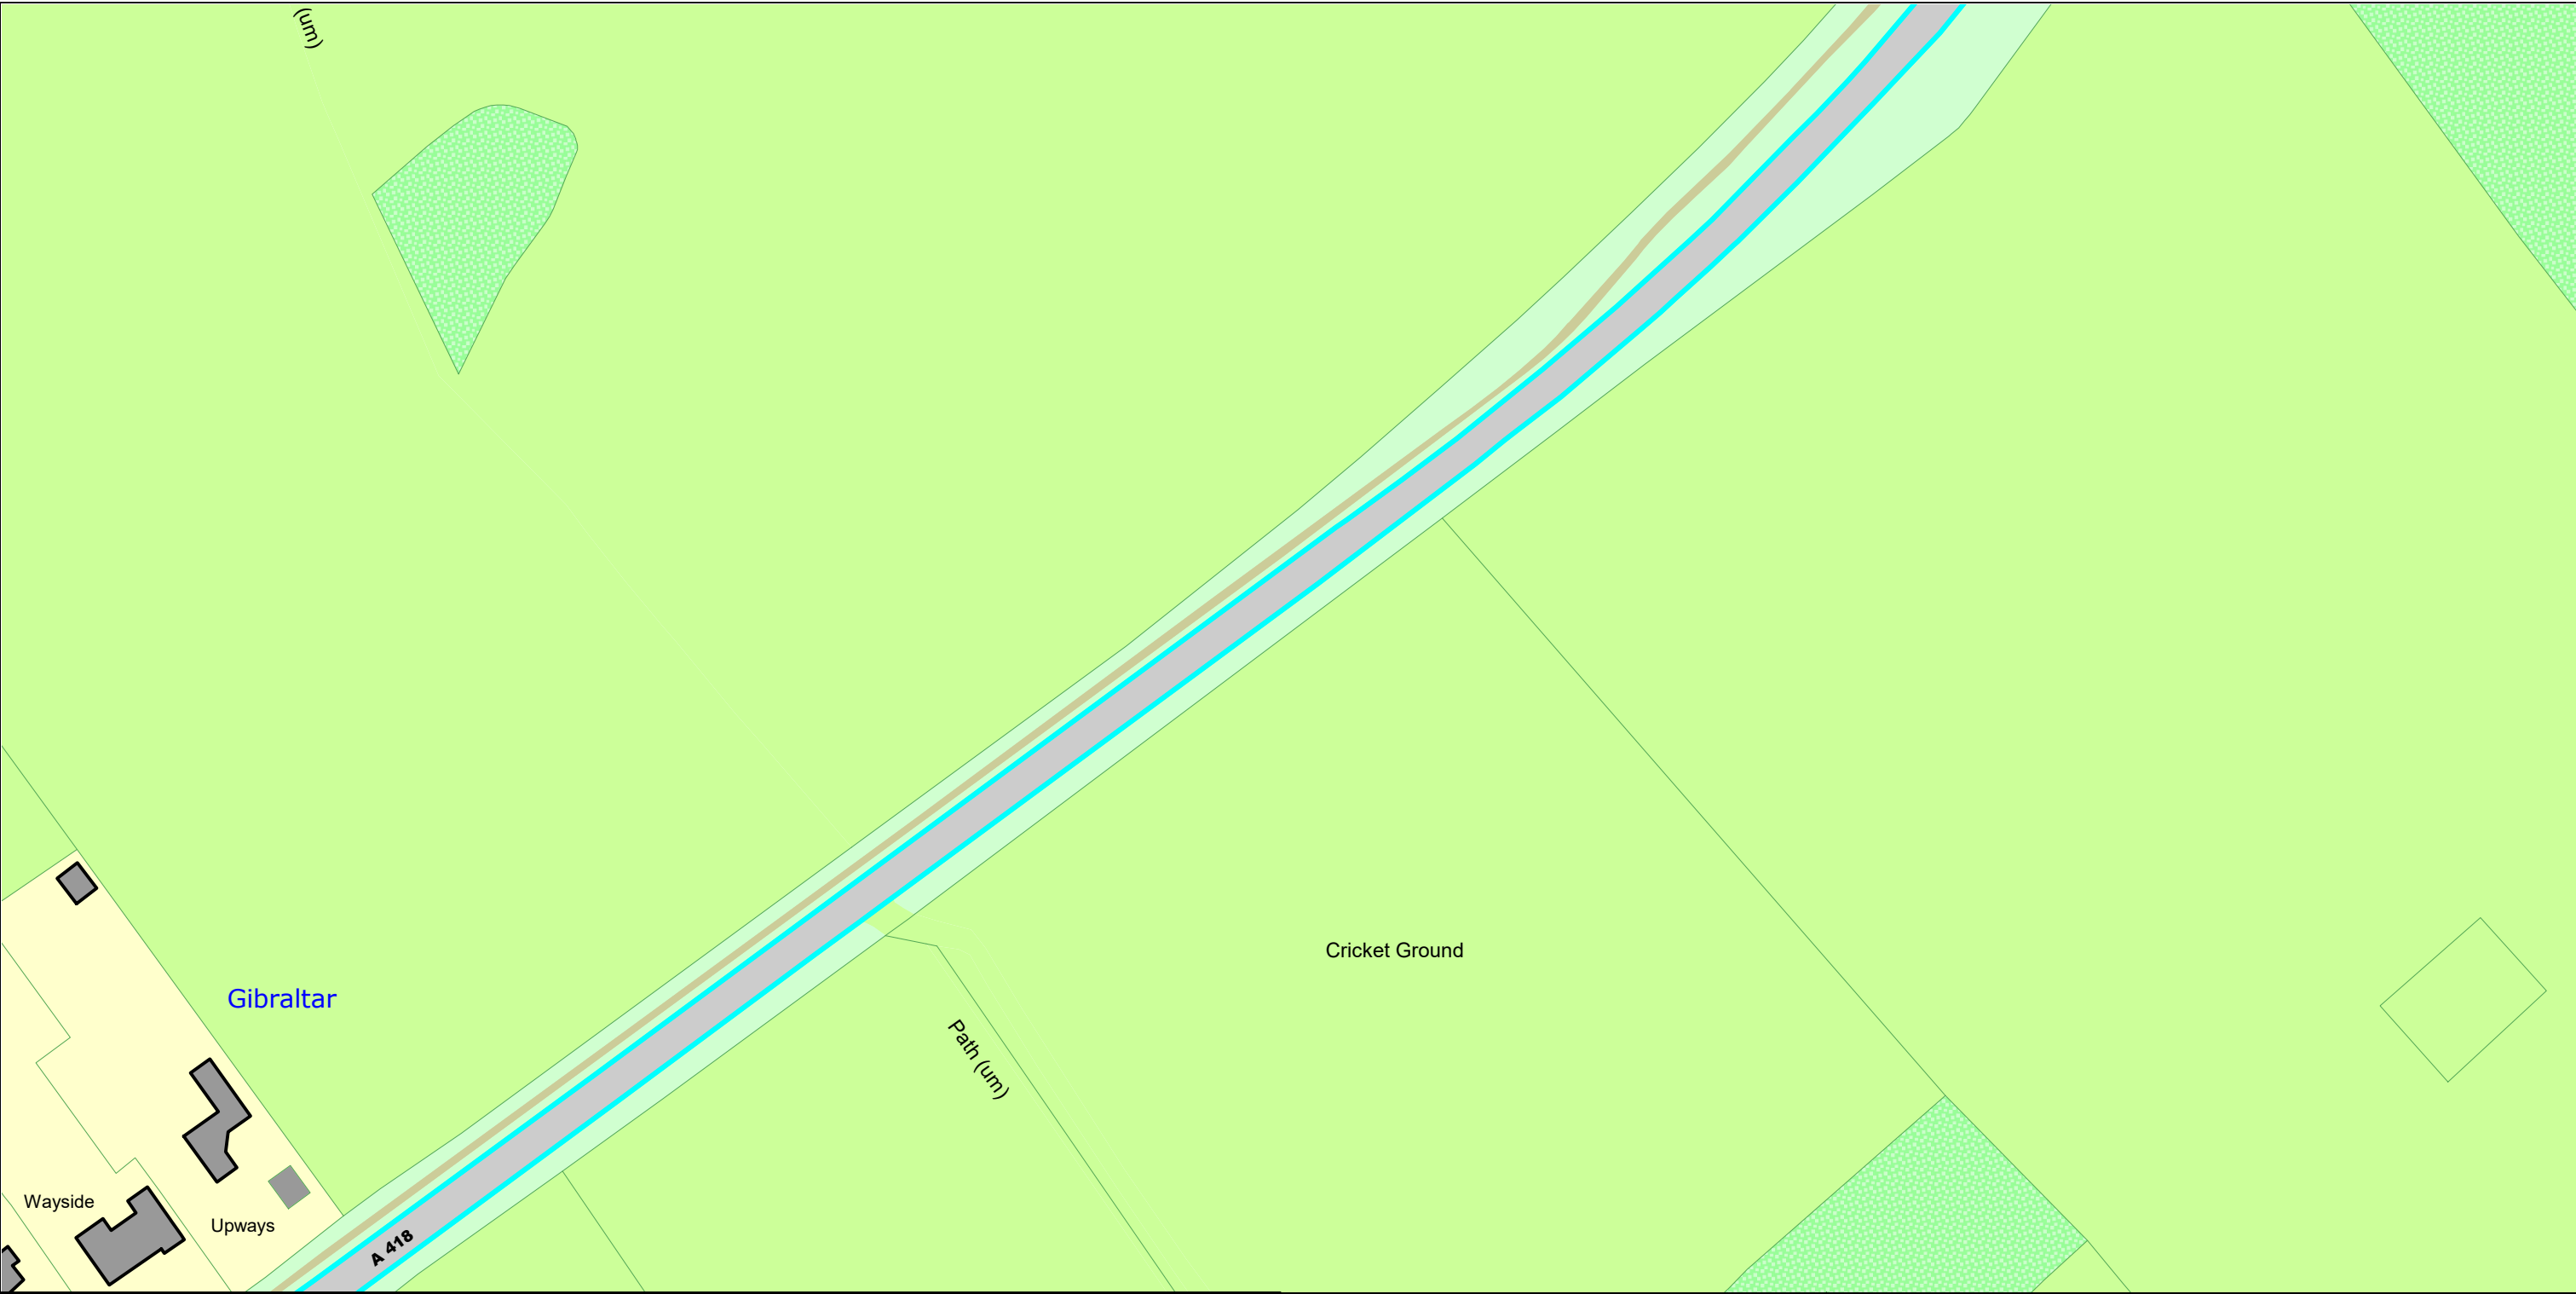 (um)
Cricket Ground
Gibraltar
Path (um)
Wayside
Upways
A 418